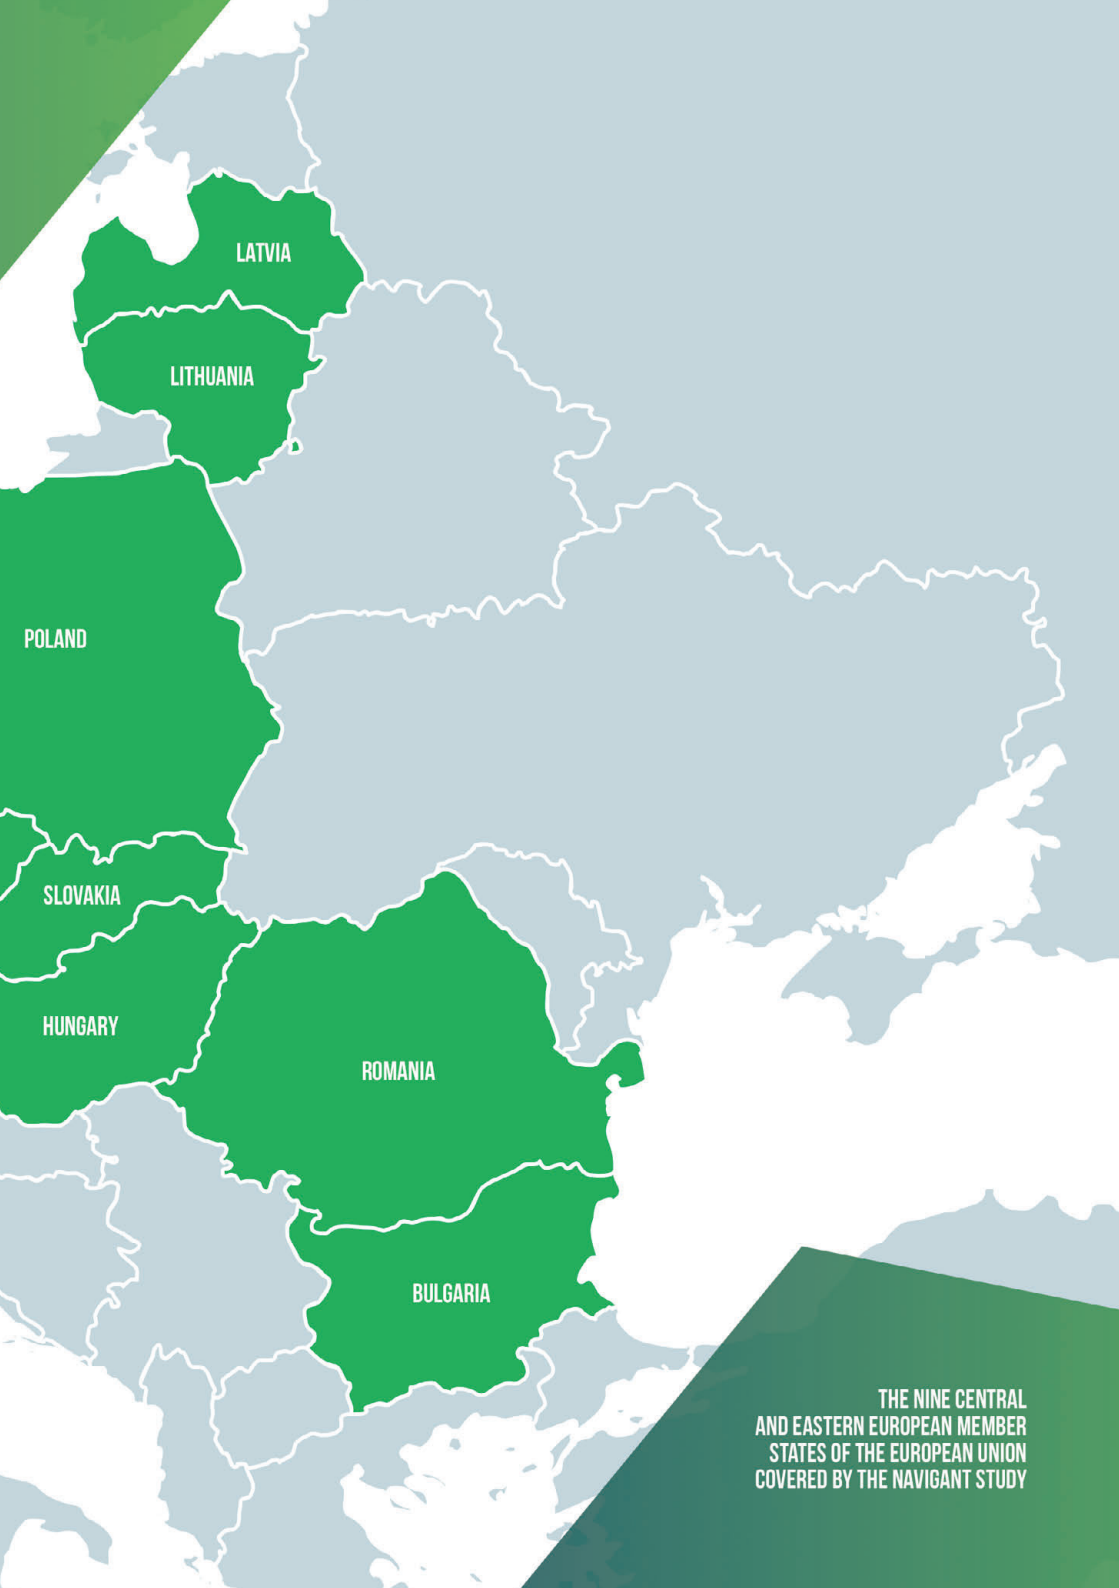 LATVIA
LITHUANIA
POLAND
SLOVAKIA
HUNGARY
ROMANIA
BULGARIA
THE NINE CENTRAL
AND EASTERN EUROPEAN MEMBER
STATES OF THE EUROPEAN UNION
COVERED BY THE NAVIGANT STUDY